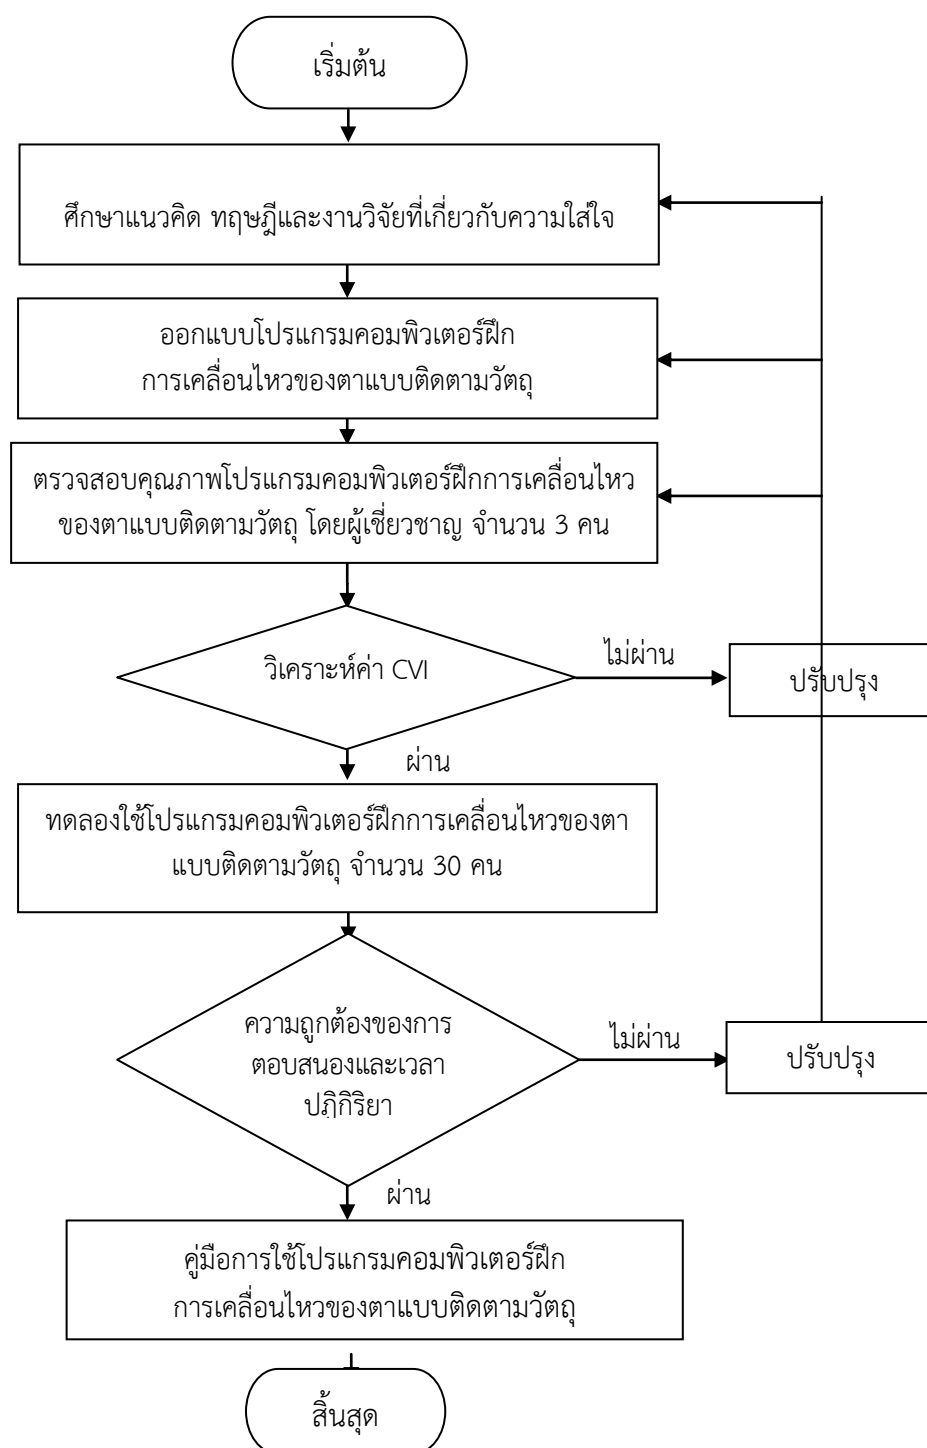 เริ่มต้น
ศึกษาแนวคิด ทฤษฎีและงานวิจัยที่เกี่ยวกับความใส่ใจ
ออกแบบโปรแกรมคอมพิวเตอร์ฝึก
การเคลื่อนไหวของตาแบบติดตามวัตถุ
ตรวจสอบคุณภาพโปรแกรมคอมพิวเตอร์ฝึกการเคลื่อนไหว
ของตาแบบติดตามวัตถุ โดยผู้เชี่ยวชาญ จำนวน 3 คน
วิเคราะห์ค่า CVI
ไม่ผ่าน
ปรับปรุง
ผ่าน
ทดลองใช้โปรแกรมคอมพิวเตอร์ฝึกการเคลื่อนไหวของตา
แบบติดตามวัตถุ จำนวน 30 คน
ความถูกต้องของการ
ตอบสนองและเวลา
ปฏิกิริยา
ไม่ผ่าน
ปรับปรุง
ผ่าน
คู่มือการใช้โปรแกรมคอมพิวเตอร์ฝึก
การเคลื่อนไหวของตาแบบติดตามวัตถุ
สิ้นสุด